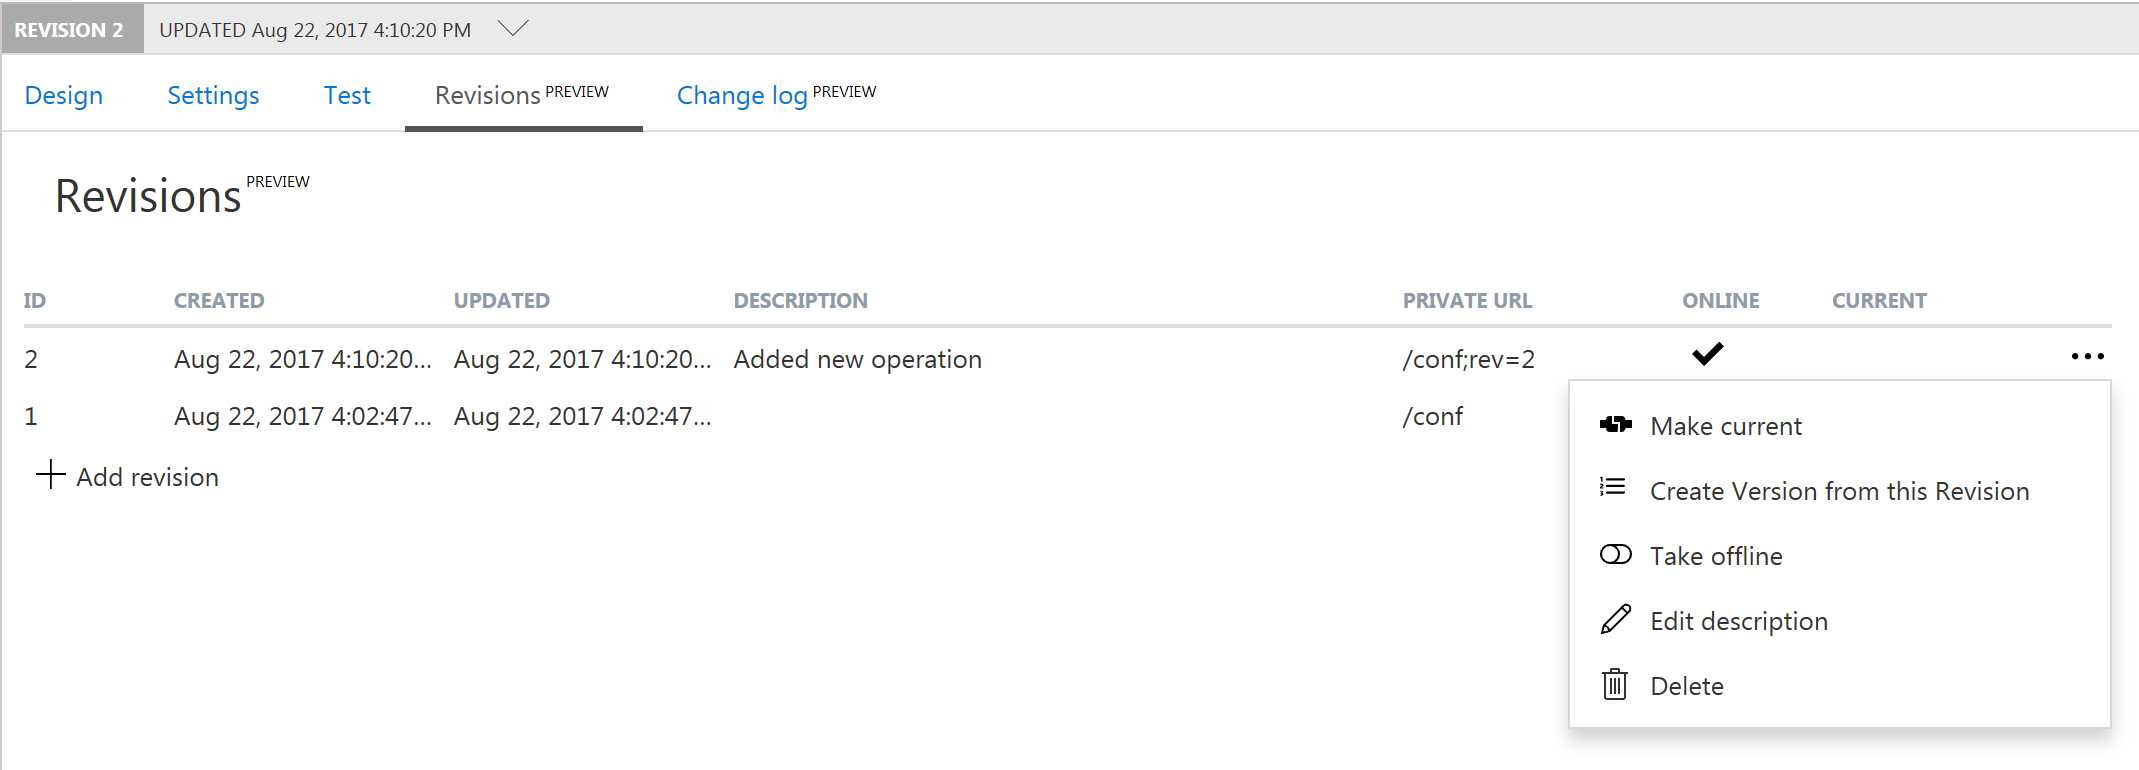 REVISION 2 UPDATED Aug 22, 2017 4:10:20 PM
Design Settings Test Revisions PREVIEW Change log PREVIEW
Revisions PREVIEW
ID CREATED UPDATED DESCRIPTION PRIVATE URL ONLINE CURRENT
2 Aug 22, 2017 4:10:20... Aug 22, 2017 4:10:20... Added new operation /conf;rev=2
1 Aug 22, 2017 4:02:47... Aug 22, 2017 4:02:47... /conf
Add revision
Make current
Create Version from this Revision
Take offline
Edit description
Delete